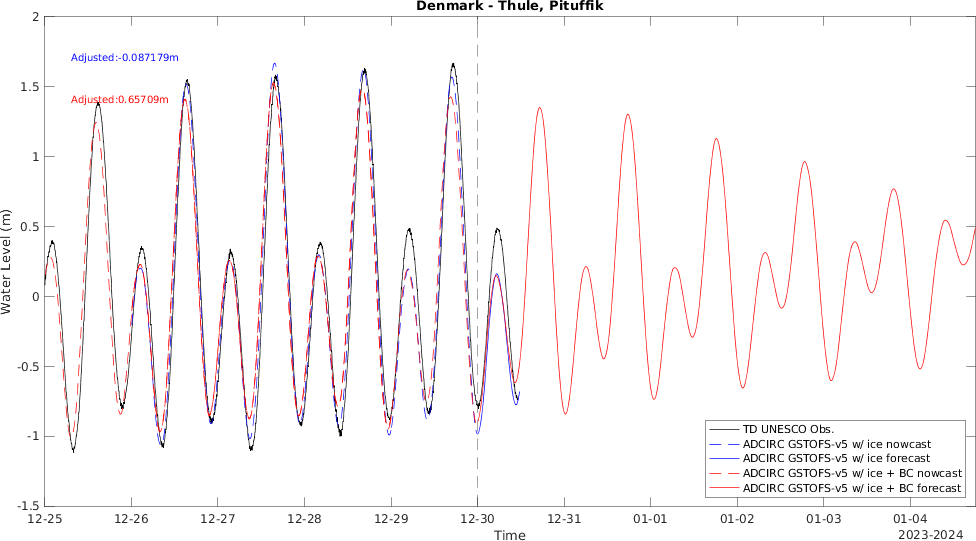 Denmark - Thule, Pituffik
Adjusted:-0.087179m
Adjusted:0.65709m
Water Level (m)
2
1.5
1
0.5
0
-0.5
-1
-1.5
TD UNESCO Obs.
ADCIRC GSTOFS-v5 w/ ice nowcast
ADCIRC GSTOFS-v5 w/ ice forecast
ADCIRC GSTOFS-v5 w/ ice + BC nowcast
ADCIRC GSTOFS-v5 w/ ice + BC forecast
12-25 12-26 12-27 12-28 12-29 12-30 12-31 01-01 01-02 01-03 01-04
Time
2023-2024